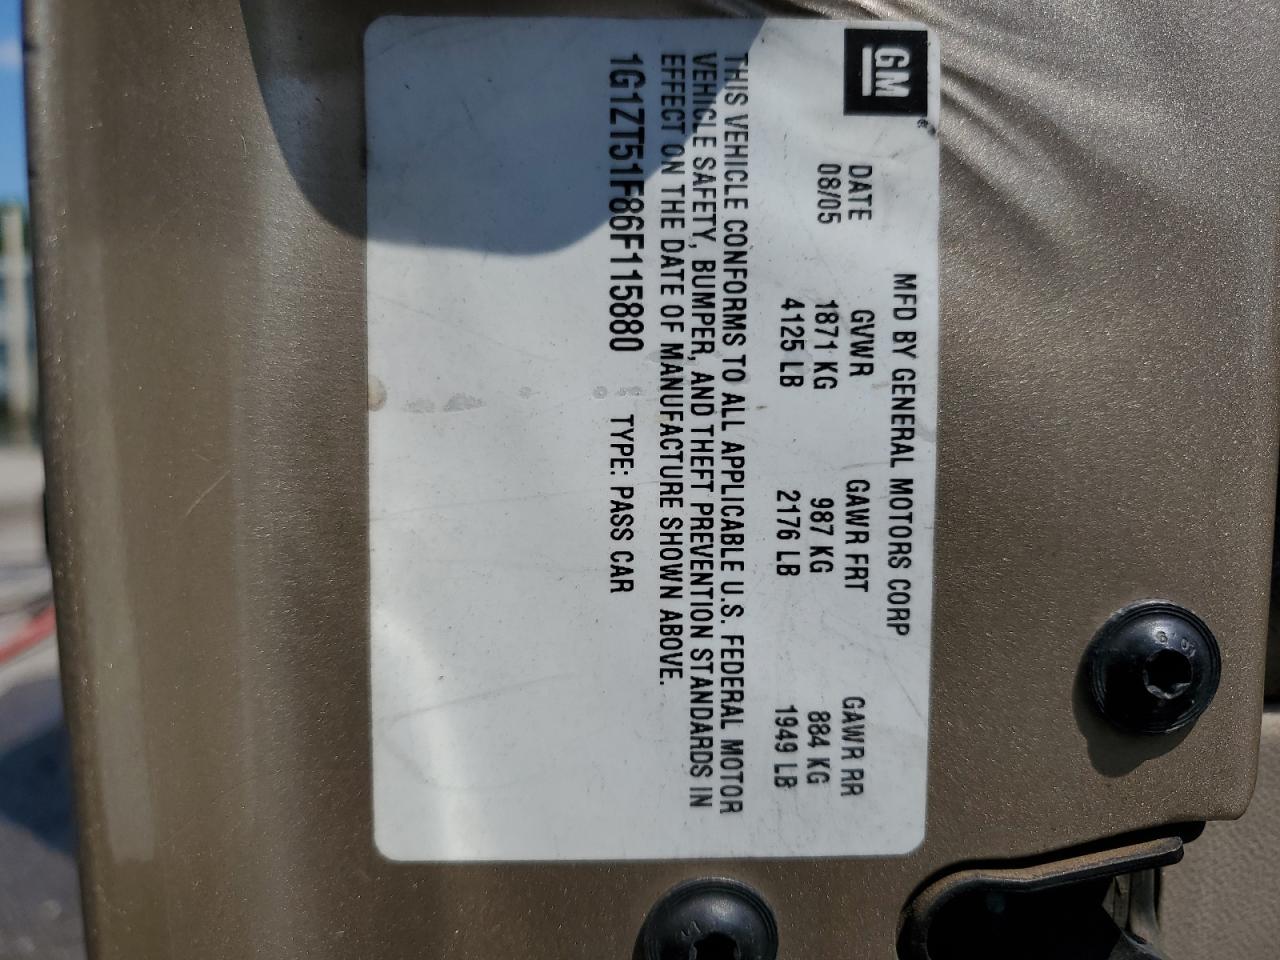 GM
MFD BY GENERAL MOTORS CORP
DATE GVWR GAWR FRT GAWR RR
08/05 1871 KG 987 KG 884 KG
4125 LB 2176 LB 1949 LB
THIS VEHICLE CONFORMS TO ALL APPLICABLE U.S. FEDERAL MOTOR
VEHICLE SAFETY, BUMPER, AND THEFT PREVENTION STANDARDS IN
EFFECT ON THE DATE OF MANUFACTURE SHOWN ABOVE.
1G1ZT51F86F115880 TYPE: PASS CAR